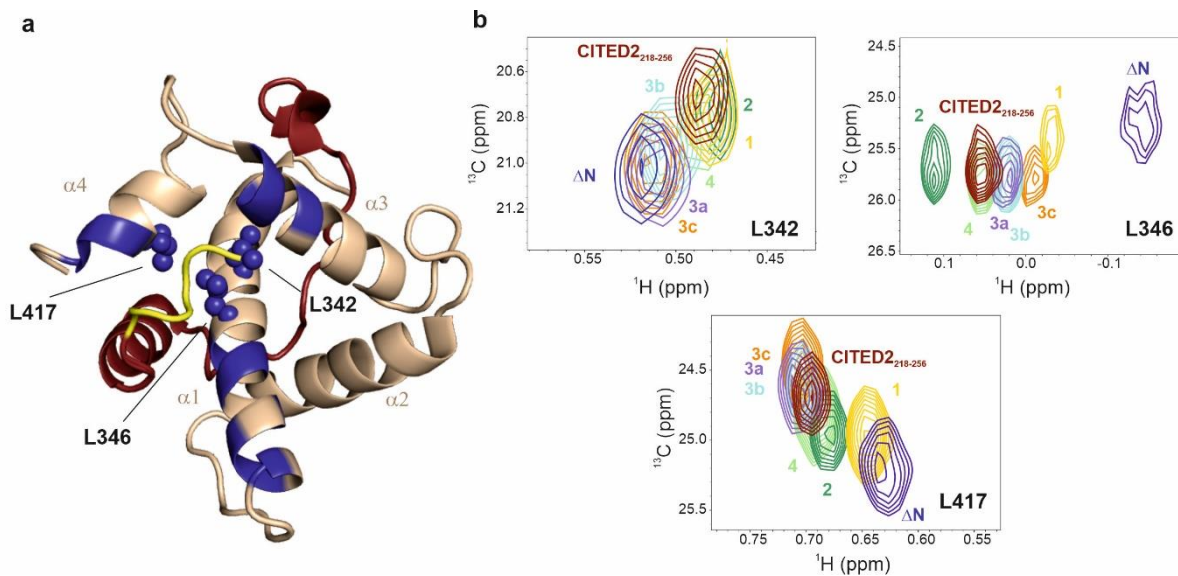 a
α4
α3
L417
L342
L346
α1
α2
b
CITED2218-256
3b
2
1
ΔN
4
3a
3c
L342
20.6
20.8
21.0
21.2
13C (ppm)
0.55
0.50
0.45
1H (ppm)
ΔN
1
2
CITED2218-256
4
3a
3b
3c
L346
24.5
25.0
25.5
26.0
26.5
13C (ppm)
0.1
0.0
-0.1
1H (ppm)
3c
3a
3b
CITED2218-256
1
4
2
ΔN
L417
24.5
25.0
25.5
13C (ppm)
0.75
0.70
0.65
0.60
0.55
1H (ppm)